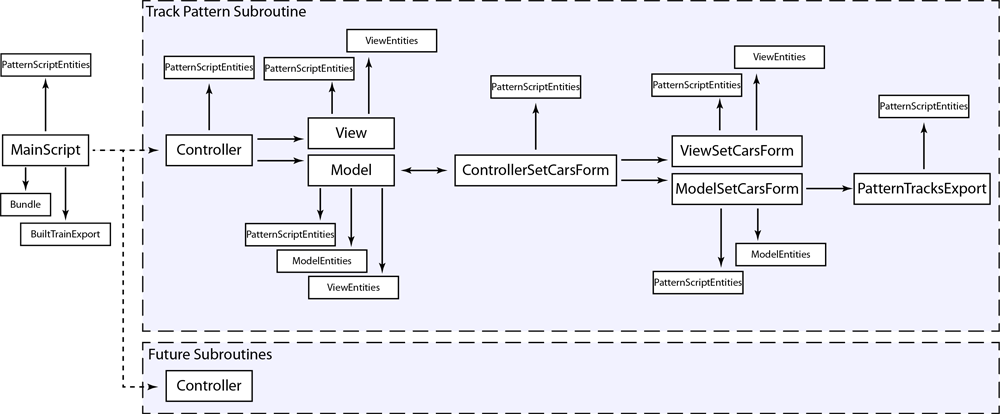 Track Pattern Subroutine
ViewEntities
ViewEntities
PatternScriptEntities
PatternScriptEntities
PatternScriptEntities
PatternScriptEntities
PatternScriptEntities
PatternScriptEntities
MainScript
Controller
View
Model
ControllerSetCarsForm
ViewSetCarsForm
ModelSetCarsForm
PatternTracksExport
Bundle
BuiltTrainExport
PatternScriptEntities
ModelEntities
ViewEntities
ModelEntities
PatternScriptEntities
Future Subroutines
Controller